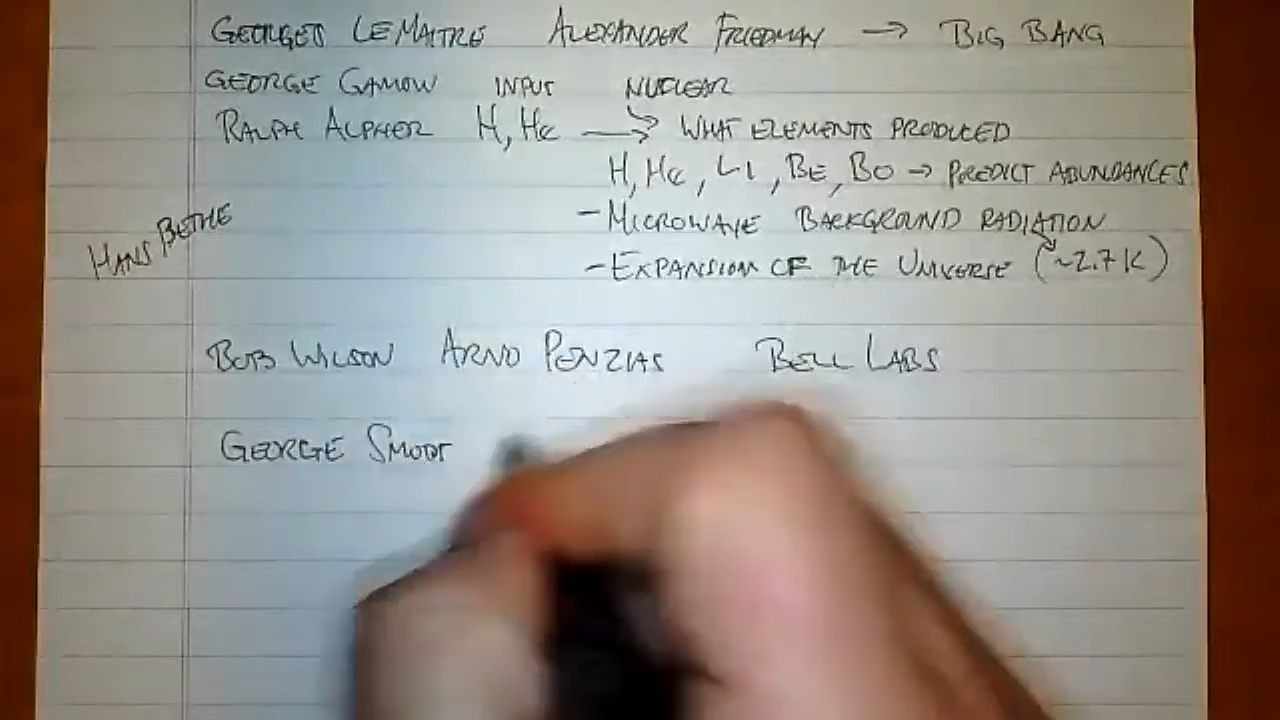 GEORGES LEMAITRE ALEXANDER FRIEDMAN → BIG BANG
GEORGE GAMOW INPUT NUCLEAR
RALPH ALPHER H, He → WHAT ELEMENTS PRODUCED
H, He, LI, BE, BO → PREDICT ABUNDANCES
HANS BETHE
- MICROWAVE BACKGROUND RADIATION
- EXPANSION OF THE UNIVERSE (~2.7K)
BOB WILSON ARNO PENZIAS BELL LABS
GEORGE SMOOT